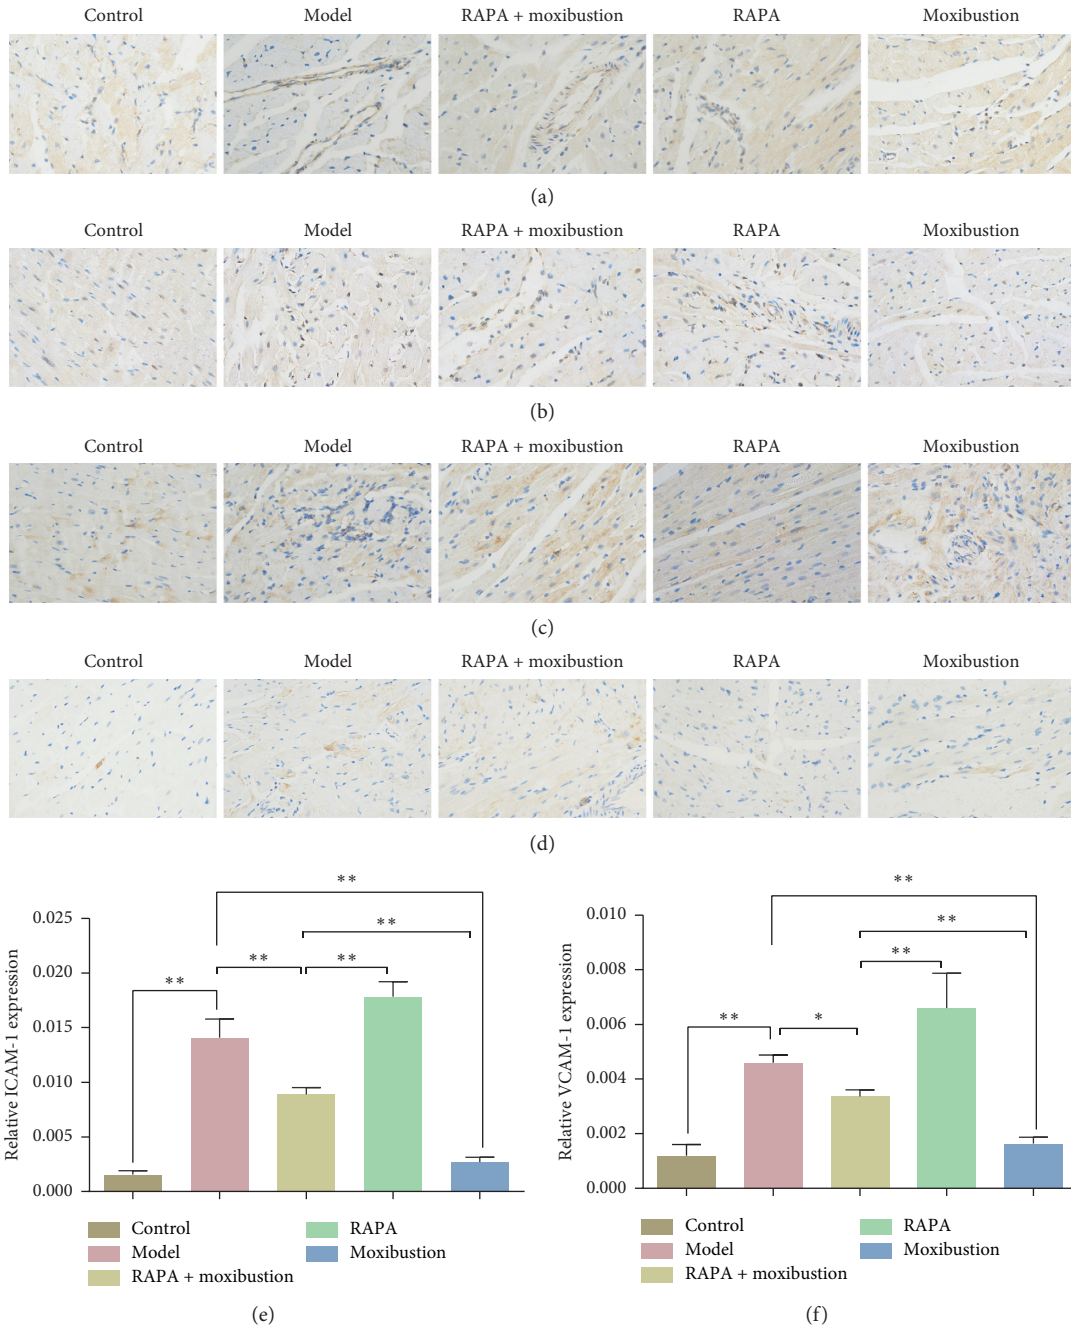 Control Model RAPA + moxibustion RAPA Moxibustion
(a)
Control Model RAPA + moxibustion RAPA Moxibustion
(b)
Control Model RAPA + moxibustion RAPA Moxibustion
(c)
Control Model RAPA + moxibustion RAPA Moxibustion
(d)
Relative ICAM-1 expression
0.025
0.020
0.015
0.010
0.005
0.000
**
**
**
**
**
Control
Model
RAPA + moxibustion
RAPA
Moxibustion
(e)
Relative VCAM-1 expression
0.010
0.008
0.006
0.004
0.002
0.000
**
**
**
**
*
Control
Model
RAPA + moxibustion
RAPA
Moxibustion
(f)